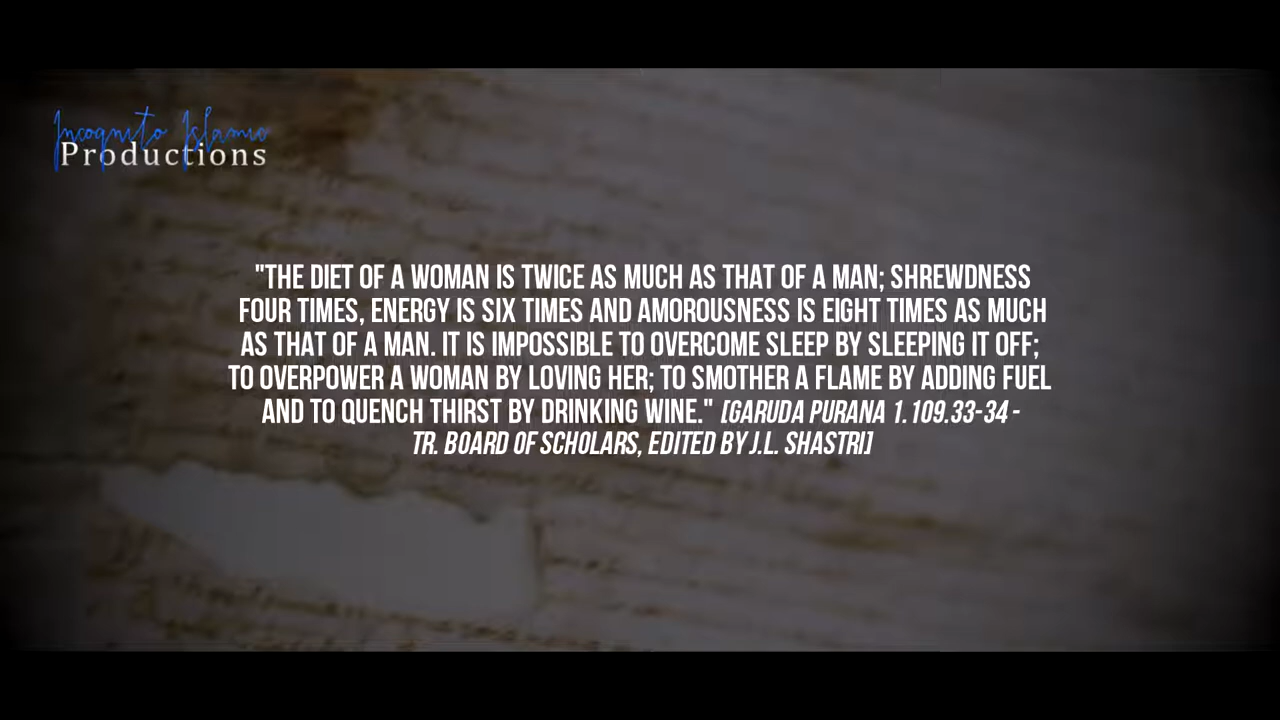 Incognito Islamic
Productions
"THE DIET OF A WOMAN IS TWICE AS MUCH AS THAT OF A MAN; SHREWDNESS
FOUR TIMES, ENERGY IS SIX TIMES AND AMOROUSNESS IS EIGHT TIMES AS MUCH
AS THAT OF A MAN. IT IS IMPOSSIBLE TO OVERCOME SLEEP BY SLEEPING IT OFF;
TO OVERPOWER A WOMAN BY LOVING HER; TO SMOTHER A FLAME BY ADDING FUEL
AND TO QUENCH THIRST BY DRINKING WINE." [GARUDA PURANA 1.109.33-34 -
TR. BOARD OF SCHOLARS, EDITED BY J.L. SHASTRI]